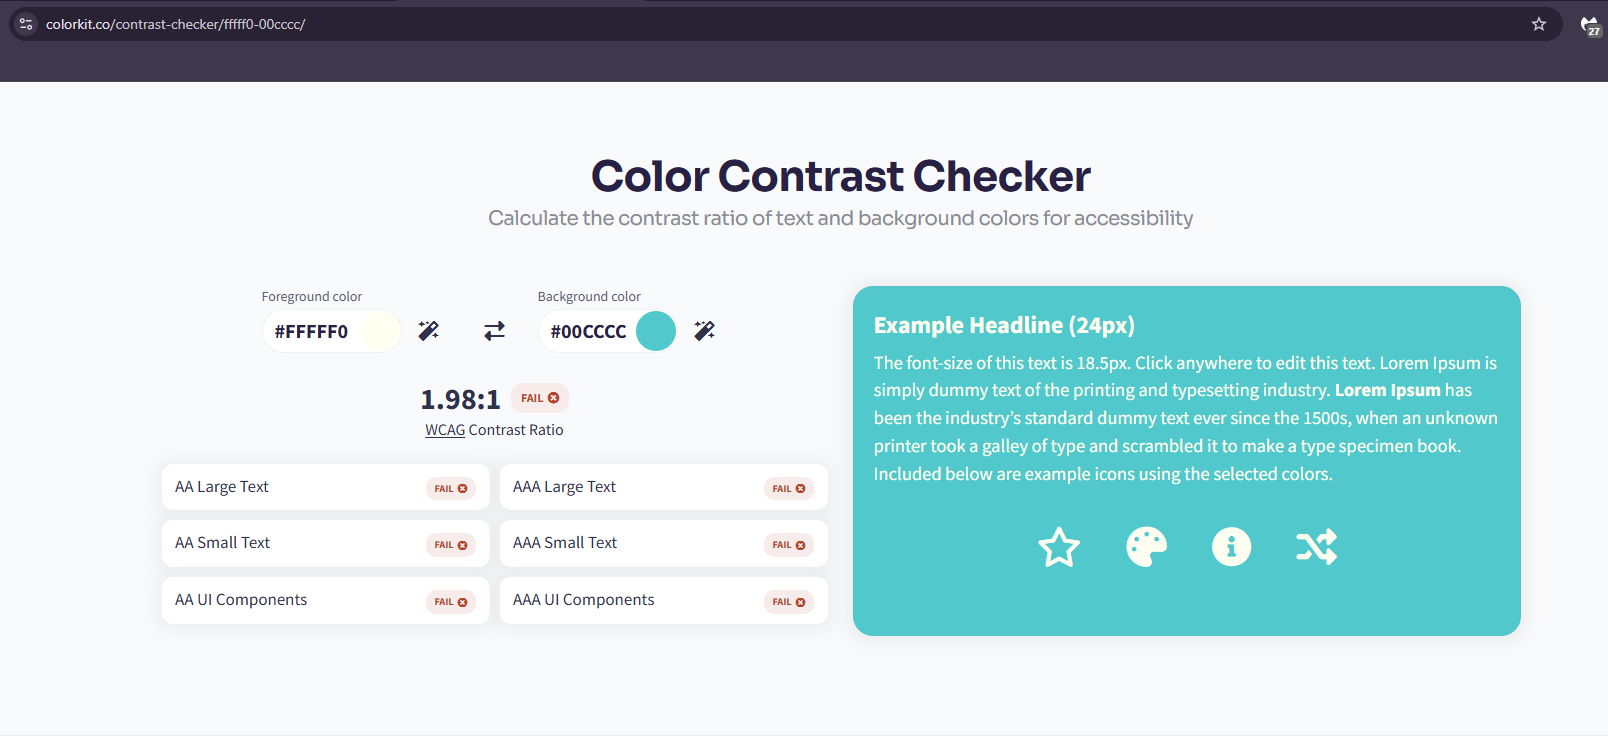 colorkit.co/contrast-checker/fffff0-00cccc/
27
Color Contrast Checker
Calculate the contrast ratio of text and background colors for accessibility
Foreground color
#FFFFF0
Background color
#00CCCC
1.98:1 FAIL
WCAG Contrast Ratio
AA Large Text FAIL
AAA Large Text FAIL
AA Small Text FAIL
AAA Small Text FAIL
AA UI Components FAIL
AAA UI Components FAIL
Example Headline (24px)
The font-size of this text is 18.5px. Click anywhere to edit this text. Lorem Ipsum is
simply dummy text of the printing and typesetting industry. Lorem Ipsum has
been the industry’s standard dummy text ever since the 1500s, when an unknown
printer took a galley of type and scrambled it to make a type specimen book.
Included below are example icons using the selected colors.